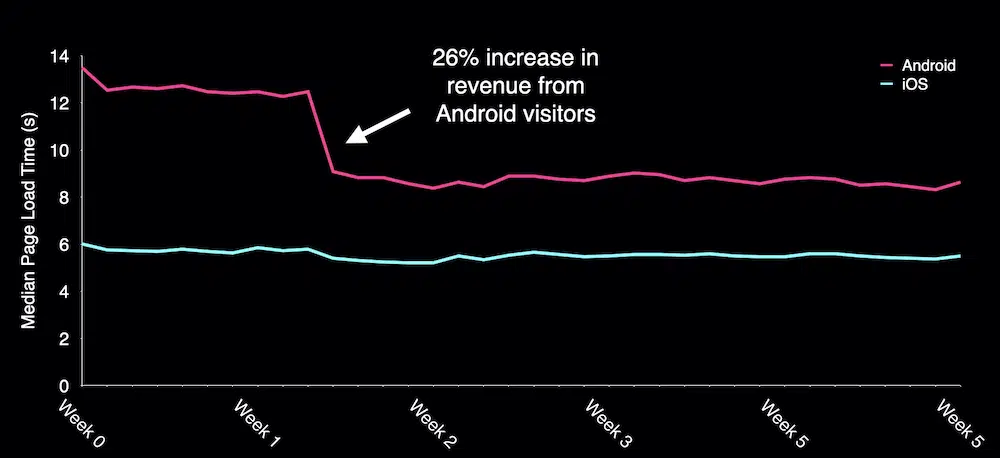 26% increase in
revenue from
Android visitors
Android
iOS
Median Page Load Time (s)
14
12
10
8
6
4
2
0
Week 0
Week 1
Week 2
Week 3
Week 5
Week 5